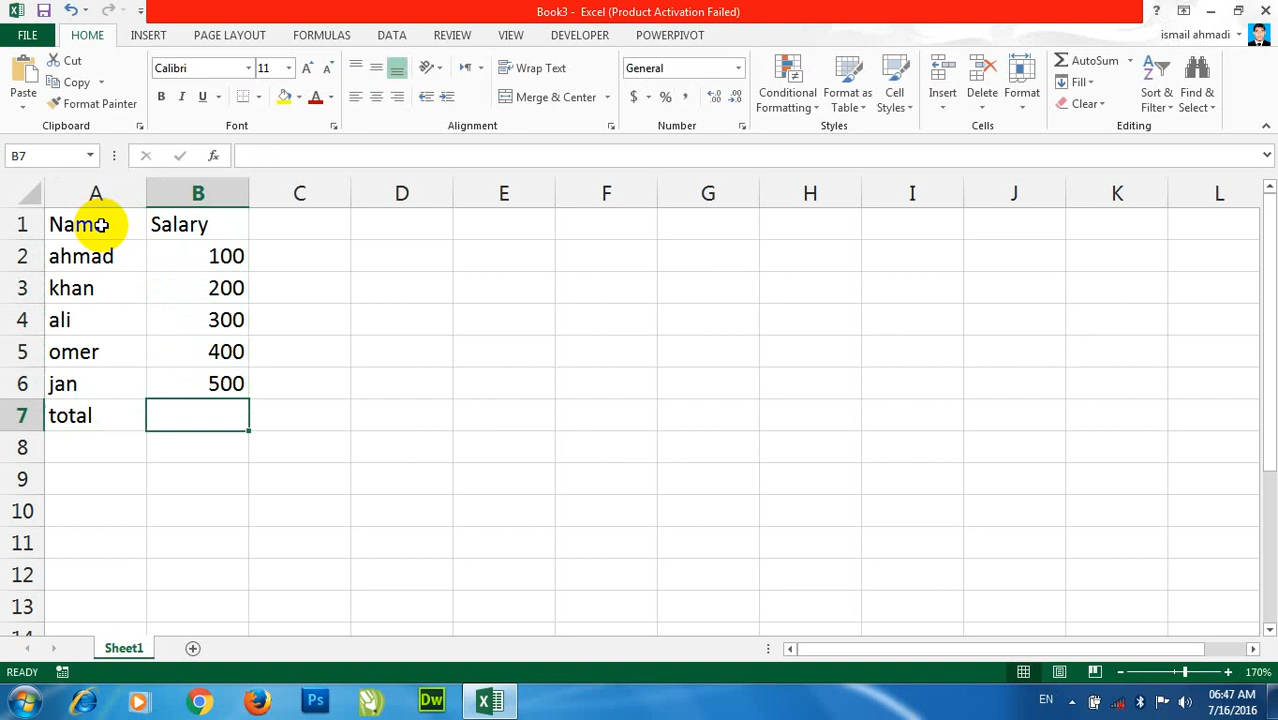 Book3 - Excel (Product Activation Failed)
FILE HOME INSERT PAGE LAYOUT FORMULAS DATA REVIEW VIEW DEVELOPER POWERPIVOT ismail ahmadi
Paste Cut Copy Format Painter Clipboard
Calibri 11 B I U A Font
Wrap Text Merge & Center Alignment
General $ % , Number
Conditional Formatting Format as Table Cell Styles Styles
Insert Delete Format Cells
AutoSum Fill Clear Sort & Filter Find & Select Editing
B7 fx
A B C D E F G H I J K L
1 Name Salary
2 ahmad 100
3 khan 200
4 ali 300
5 omer 400
6 jan 500
7 total
8
9
10
11
12
13
14
Sheet1
READY 170%
Ps Dw EN 06:47 AM
7/16/2016